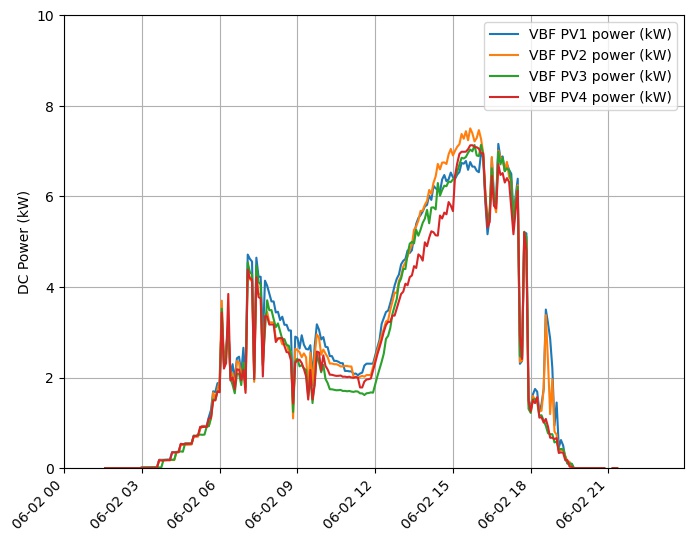 10
8
6
4
2
0
DC Power (kW)
VBF PV1 power (kW)
VBF PV2 power (kW)
VBF PV3 power (kW)
VBF PV4 power (kW)
06-02 00
06-02 03
06-02 06
06-02 09
06-02 12
06-02 15
06-02 18
06-02 21